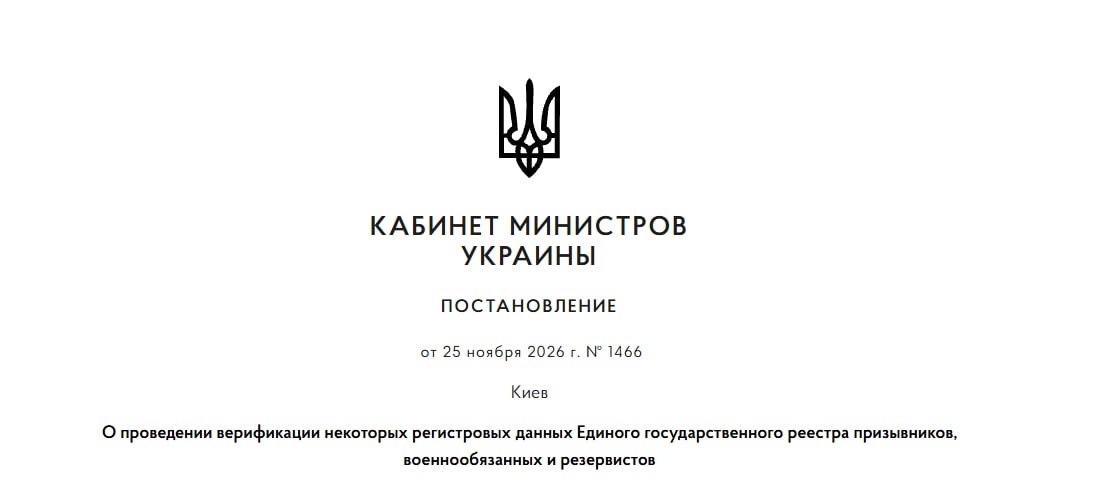 КАБИНЕТ МИНИСТРОВ
УКРАИНЫ
ПОСТАНОВЛЕНИЕ
от 25 ноября 2026 г. № 1466
Киев
О проведении верификации некоторых регистровых данных Единого государственного реестра призывников,
военнообязанных и резервистов